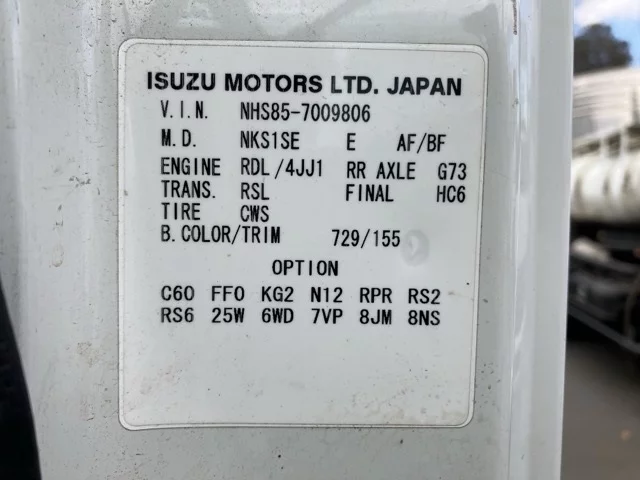 ISUZU MOTORS LTD. JAPAN
V.I.N. NHS85-7009806
M.D. NKS1SE E AF/BF
ENGINE RDL/4JJ1 RR AXLE G73
TRANS. RSL FINAL HC6
TIRE CWS
B.COLOR/TRIM 729/155
OPTION
C60 FF0 KG2 N12 RPR RS2
RS6 25W 6WD 7VP 8JM 8NS